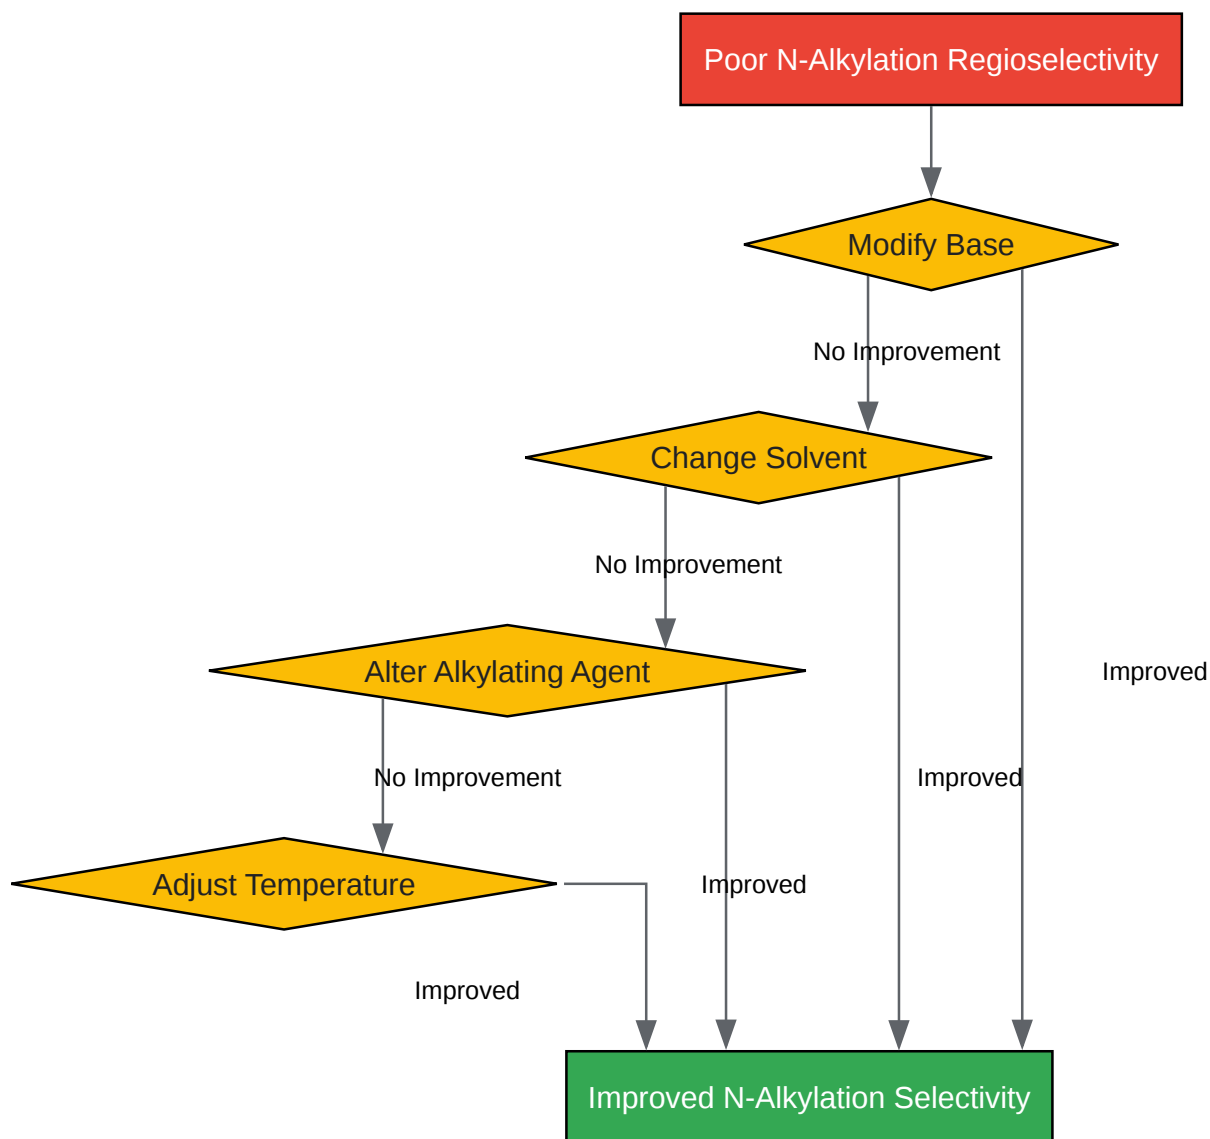 Poor N-Alkylation Regioselectivity
Modify Base
No Improvement
Change Solvent
No Improvement
Alter Alkylating Agent
Improved
No Improvement
Improved
Adjust Temperature
Improved
Improved
Improved N-Alkylation Selectivity